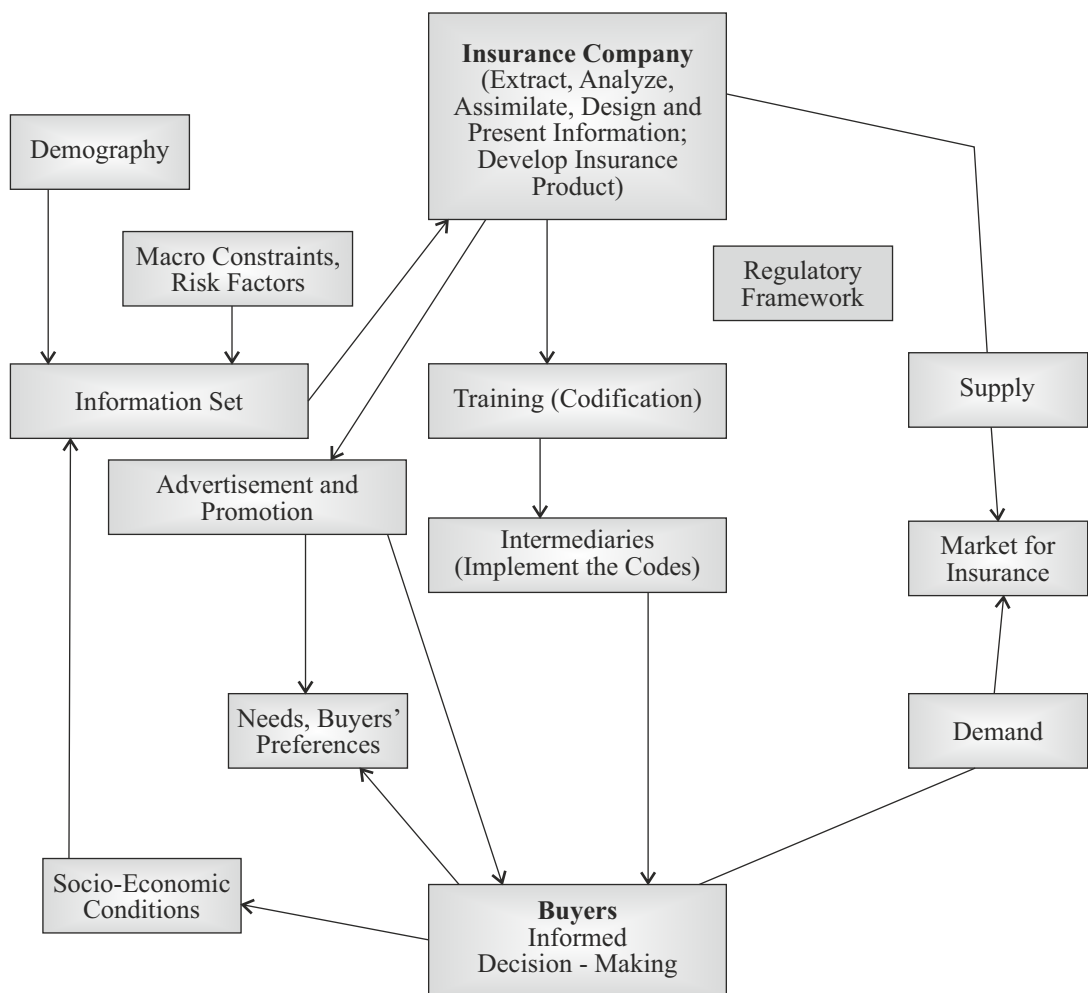 Insurance Company
(Extract, Analyze,
Assimilate, Design and
Present Information;
Develop Insurance
Product)
Demography
Macro Constraints,
Risk Factors
Regulatory
Framework
Information Set
Training (Codification)
Supply
Advertisement and
Promotion
Intermediaries
(Implement the Codes)
Market for
Insurance
Needs, Buyers’
Preferences
Demand
Socio-Economic
Conditions
Buyers
Informed
Decision - Making